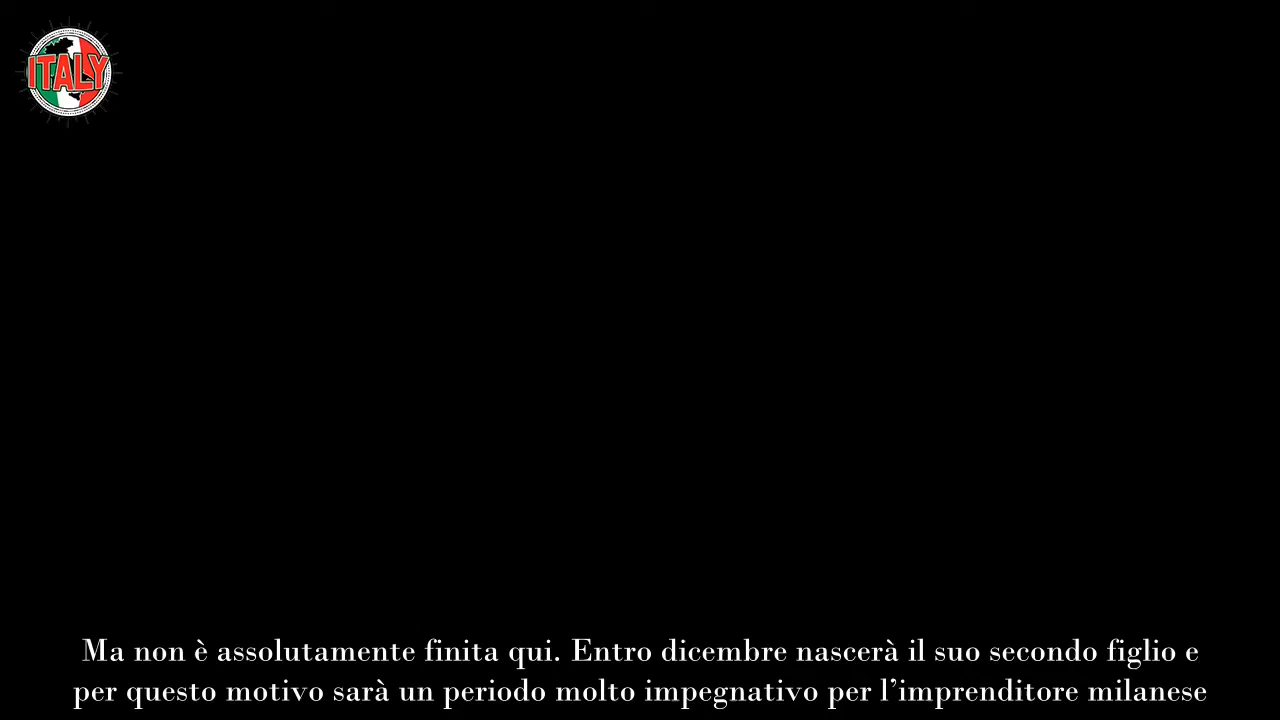 ITALY
Ma non è assolutamente finita qui. Entro dicembre nascerà il suo secondo figlio e
per questo motivo sarà un periodo molto impegnativo per l’imprenditore milanese